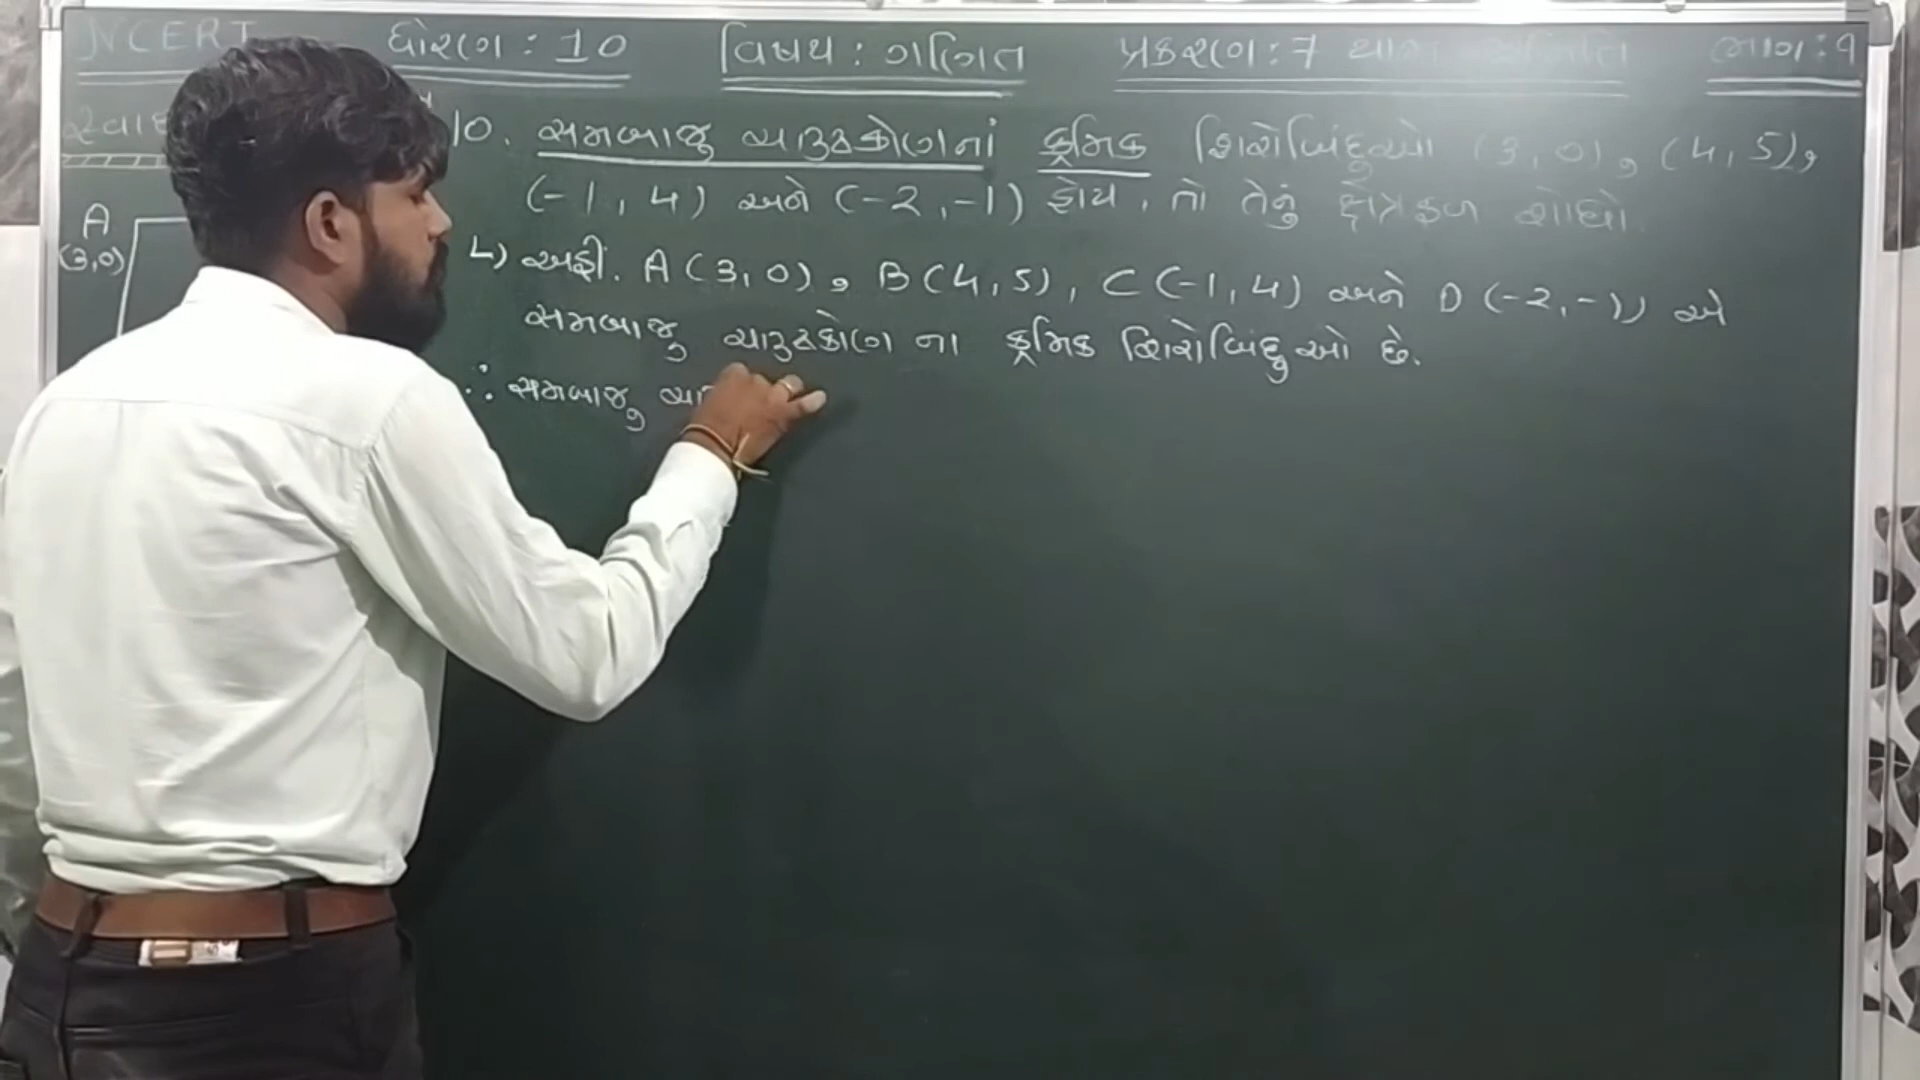 NCERT ધોરણ : 10 વિષય : ગણિત પ્રકરણ : 7 યામ ભાગ : 9
10. સમબાજુ ચતુષ્કોણનાં ક્રમિક શિરોબિંદુઓ (3, 0), (4, 5),
(-1, 4) અને (-2, -1) હોય, તો તેનું ક્ષેત્રફળ શોધો.
A
(3,0)
→ અહીં. A (3, 0), B (4, 5), C (-1, 4) અને D (-2, -1) એ
સમબાજુ ચતુષ્કોણ ના ક્રમિક શિરોબિંદુઓ છે.
∴ સમબાજુ